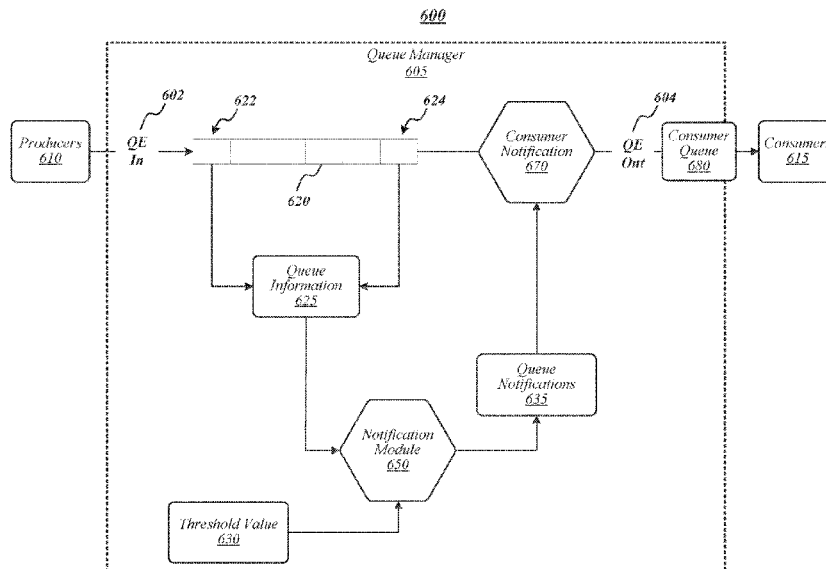 600
Queue Manager
605
602
622
624
604
Producers
610
QE
In
620
Consumer
Notification
670
QE
Out
Consumer
Queue
680
Consumer
615
Queue
Information
625
Queue
Notifications
635
Notification
Module
650
Threshold Value
630